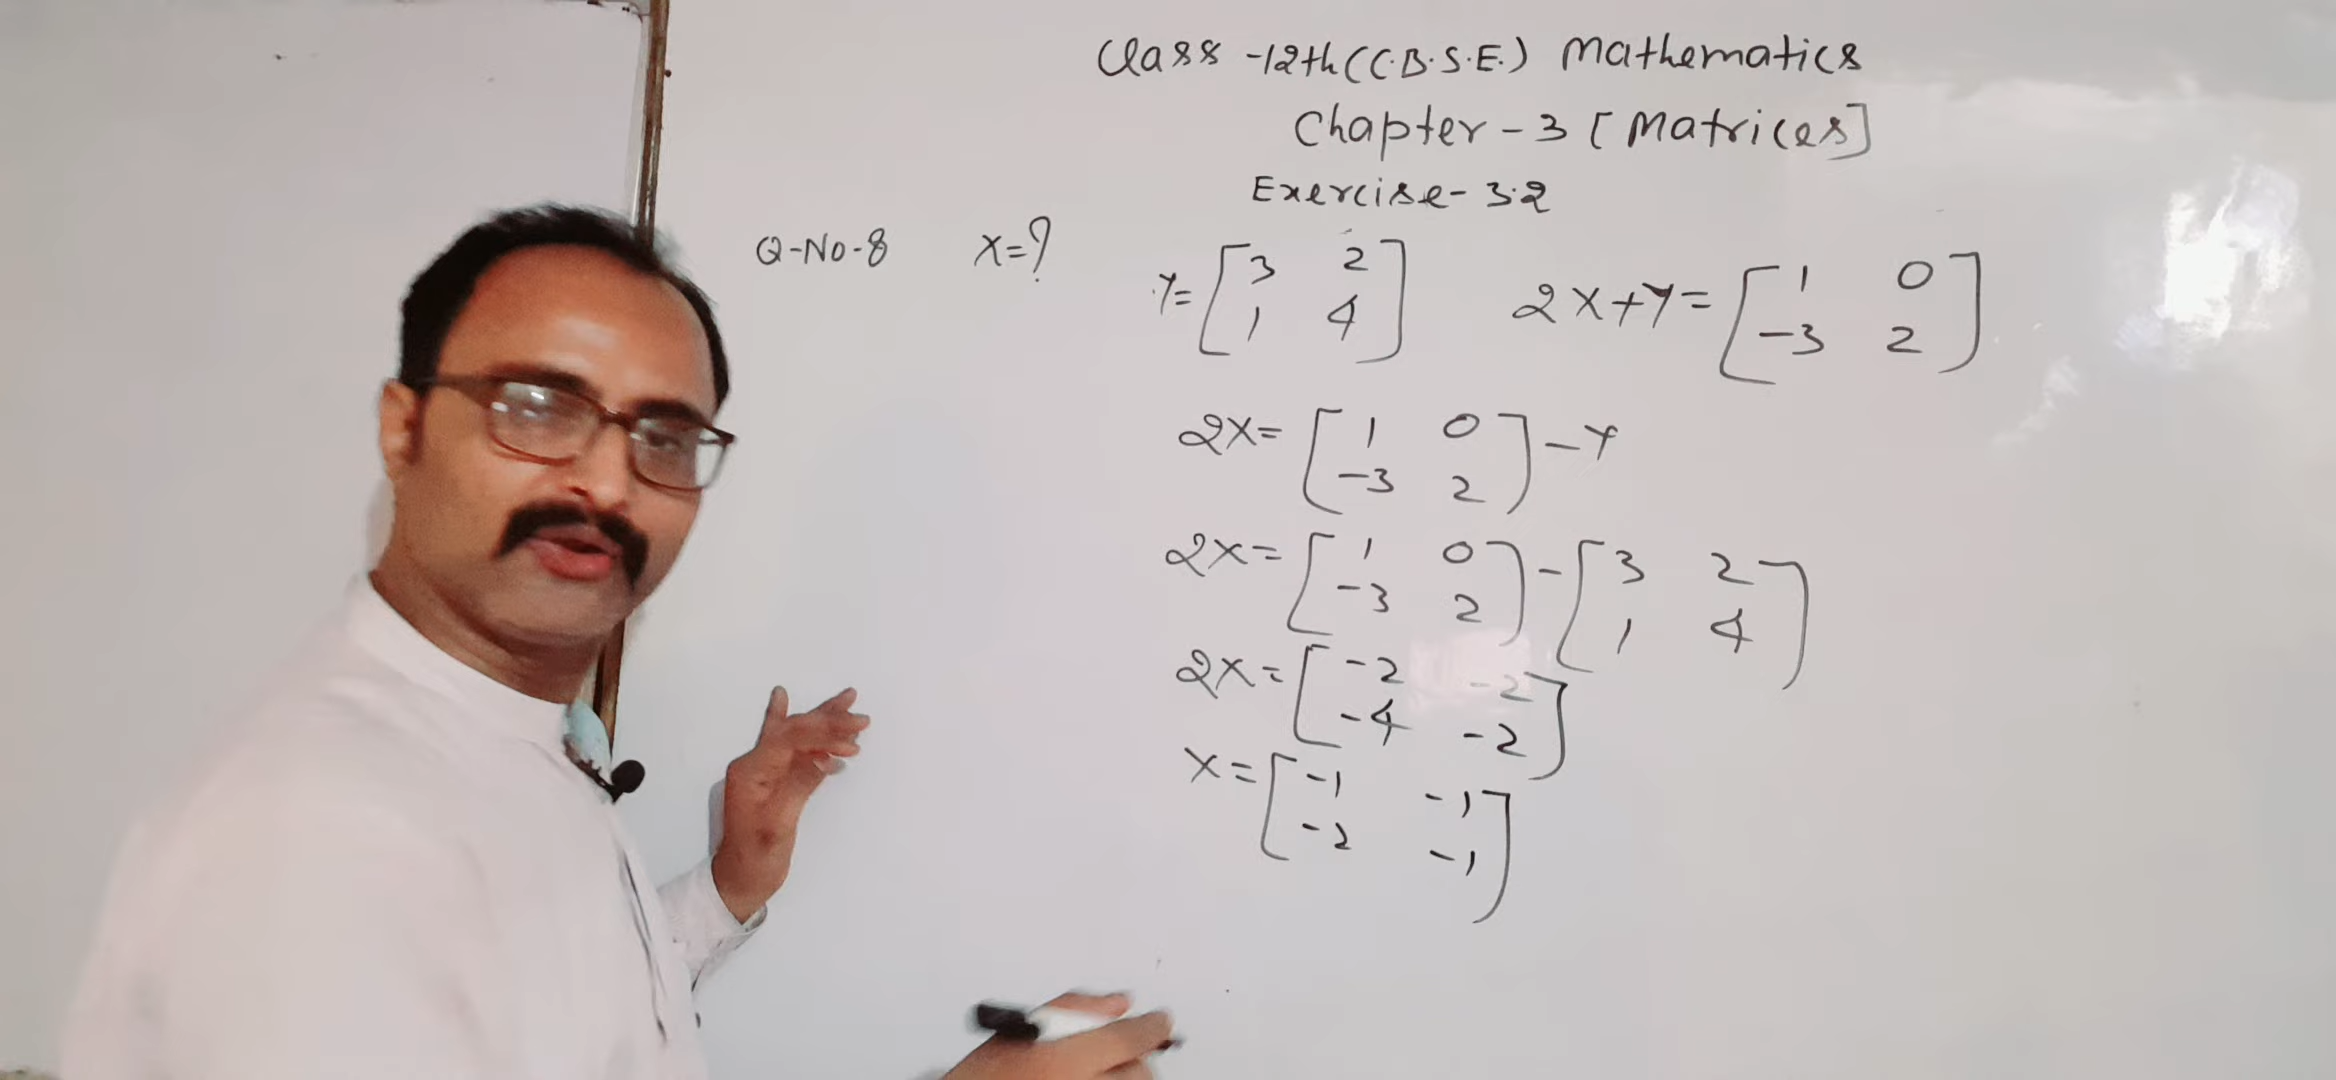 Class -12th (C.B.S.E.) Mathematics
Chapter - 3 [Matrices]
Exercise - 3.2
Q-No-8 X=? Y= [3 2
1 4] 2X+Y= [1 0
-3 2]
2X= [1 0
-3 2] -Y
2X= [1 0
-3 2] - [3 2
1 4]
2X= [-2 -2
-4 -2]
X= [-1 -1
-2 -1]